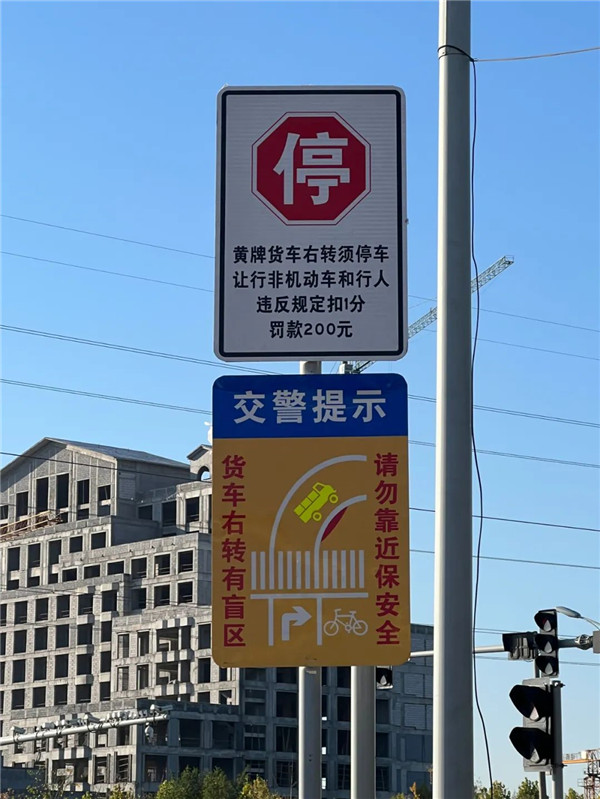 停
黄牌货车右转须停车
让行非机动车和行人
违反规定扣1分
罚款200元
交警提示
货车右转有盲区
请勿靠近保安全